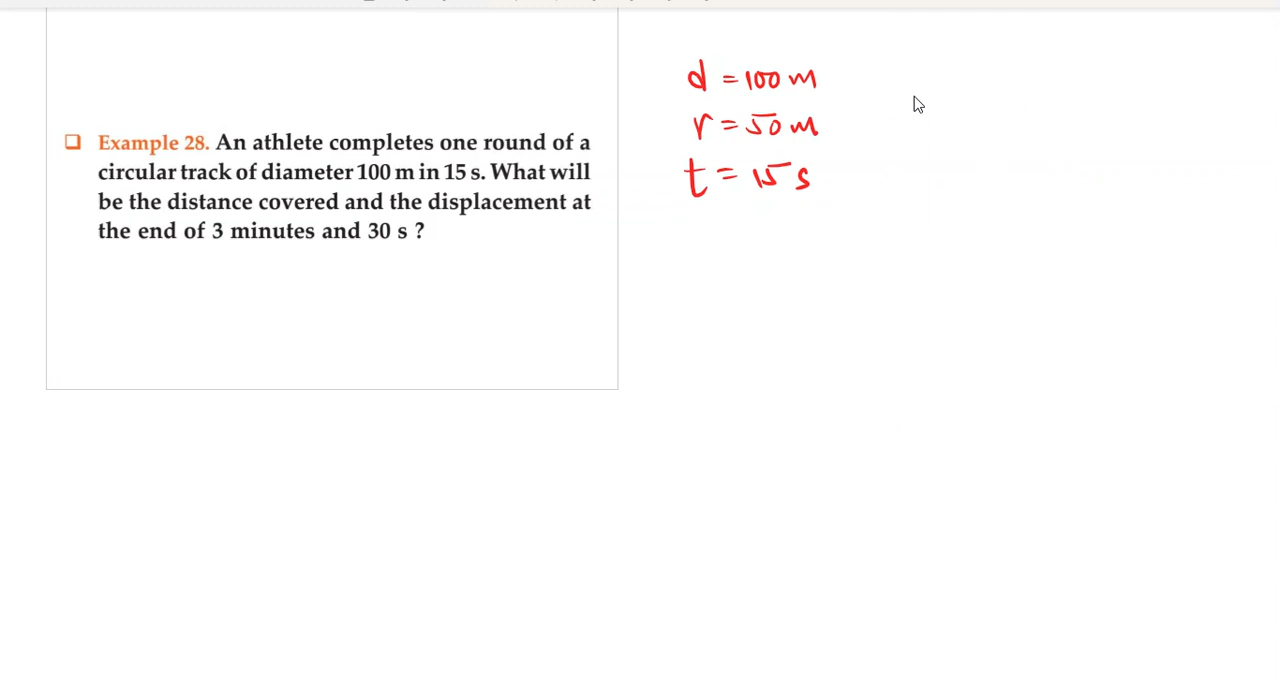 Example 28. An athlete completes one round of a
circular track of diameter 100 m in 15 s. What will
be the distance covered and the displacement at
the end of 3 minutes and 30 s ?
d = 100 m
r = 50 m
t = 15 s